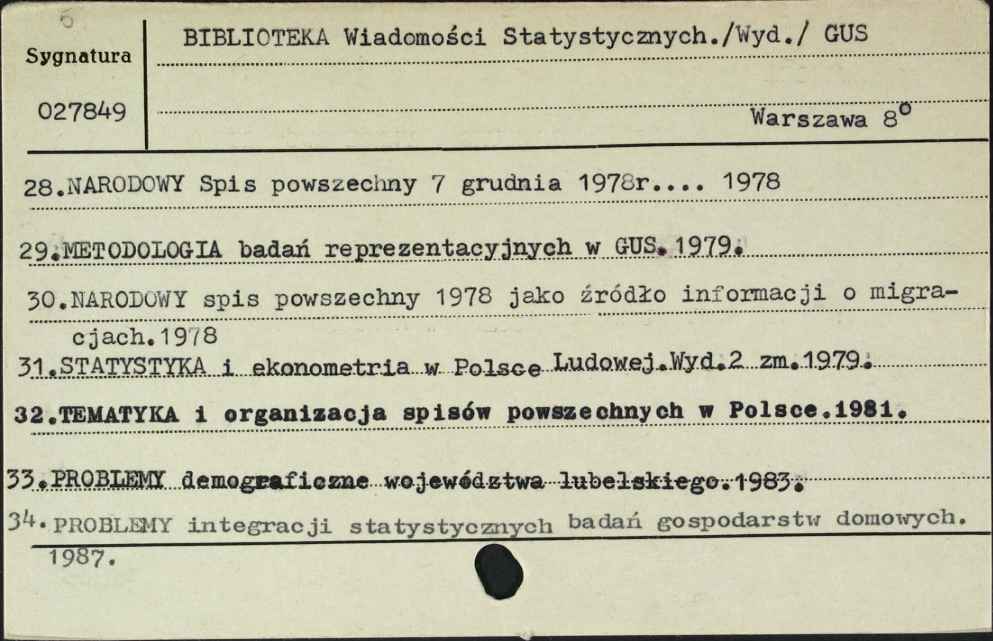 5
BIBLIOTEKA Wiadomości Statystycznych./Wyd./ GUS
Sygnatura
027849
Warszawa 8°
28.NARODOWY Spis powszechny 7 grudnia 1978r.... 1978
29.METODOLOGIA badań reprezentacyjnych w GUS.1979.
30.NARODOWY spis powszechny 1978 jako źródło informacji o migra-
cjach.1978
31.STATYSTYKA i ekonometria w Polsce Ludowej.Wyd.2 zm.1979.
32.TEMATYKA i organizacja spisów powszechnych w Polsce.1981.
33.PROBLEMY demograficzne województwa lubelskiego.1983.
34.PROBLEMY integracji statystycznych badań gospodarstw domowych.
1987.